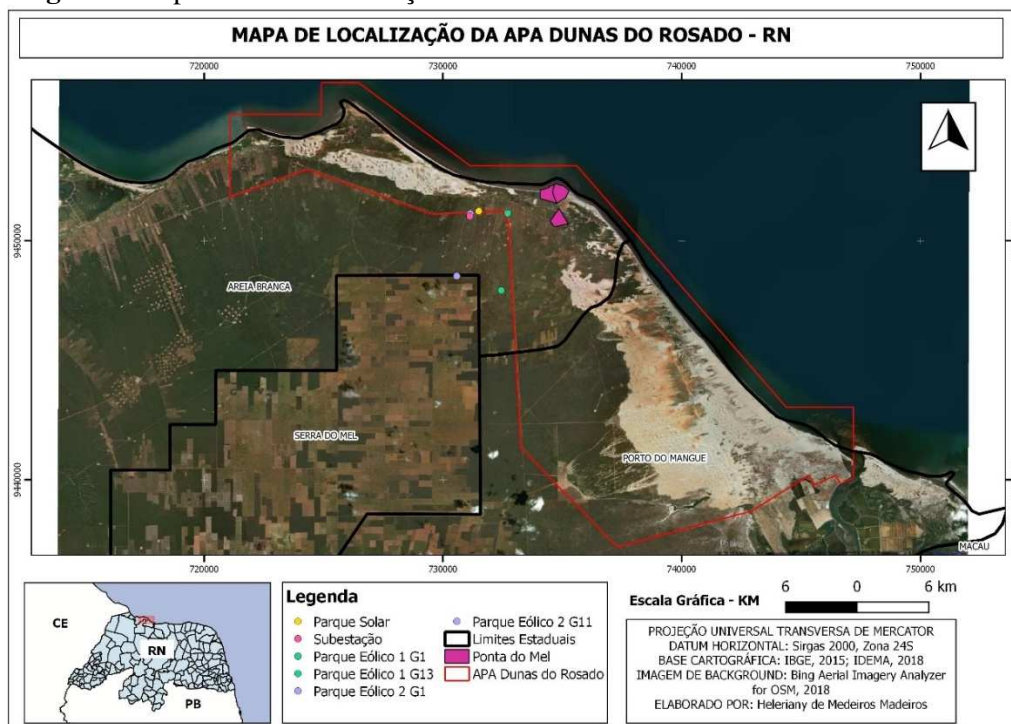 MAPA DE LOCALIZAÇÃO DA APA DUNAS DO ROSADO - RN
720000
730000
740000
750000
9450000
9450000
AREIA BRANCA
SERRA DO MEL
PORTO DO MANGUE
9440000
9440000
MACAU
720000
730000
740000
750000
CE
RN
PB
Legenda
Parque Solar
Subestação
Parque Eólico 1 G1
Parque Eólico 1 G13
Parque Eólico 2 G1
Parque Eólico 2 G11
Limites Estaduais
Ponta do Mel
APA Dunas do Rosado
Escala Gráfica - KM
6 0 6 km
PROJEÇÃO UNIVERSAL TRANSVERSA DE MERCATOR
DATUM HORIZONTAL: Sirgas 2000, Zona 24S
BASE CARTOGRÁFICA: IBGE, 2015; IDEMA, 2018
IMAGEM DE BACKGROUND: Bing Aerial Imagery Analyzer
for OSM, 2018
ELABORADO POR: Heleriany de Medeiros Madeiros